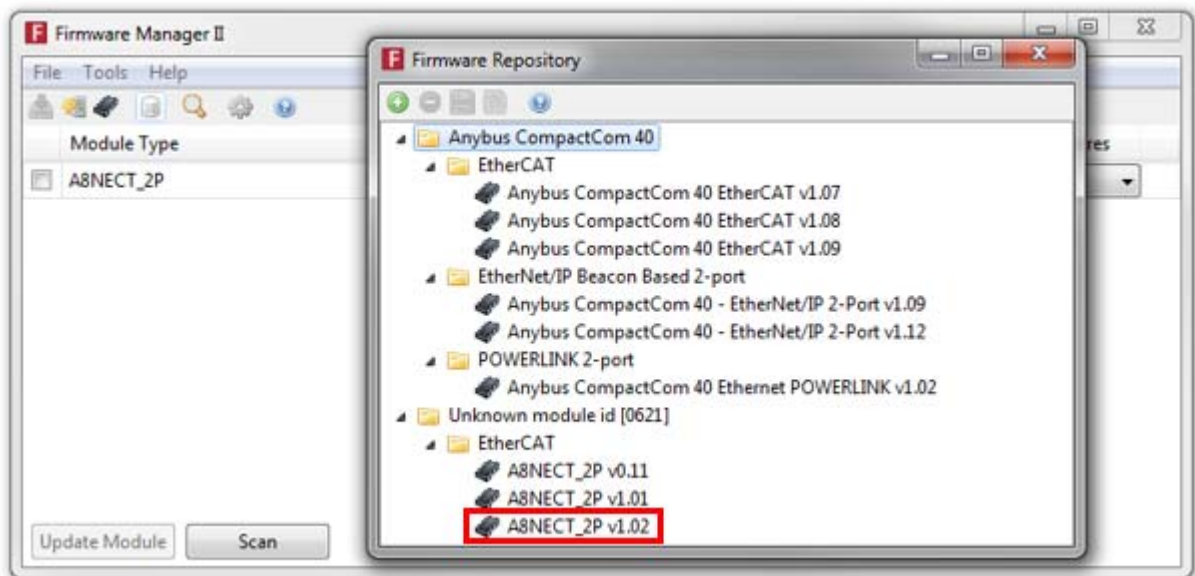 Firmware Manager II
File Tools Help
Module Type
A8NECT_2P
Update Module
Scan
res
Firmware Repository
Anybus CompactCom 40
EtherCAT
Anybus CompactCom 40 EtherCAT v1.07
Anybus CompactCom 40 EtherCAT v1.08
Anybus CompactCom 40 EtherCAT v1.09
EtherNet/IP Beacon Based 2-port
Anybus CompactCom 40 - EtherNet/IP 2-Port v1.09
Anybus CompactCom 40 - EtherNet/IP 2-Port v1.12
POWERLINK 2-port
Anybus CompactCom 40 Ethernet POWERLINK v1.02
Unknown module id [0621]
EtherCAT
A8NECT_2P v0.11
A8NECT_2P v1.01
A8NECT_2P v1.02